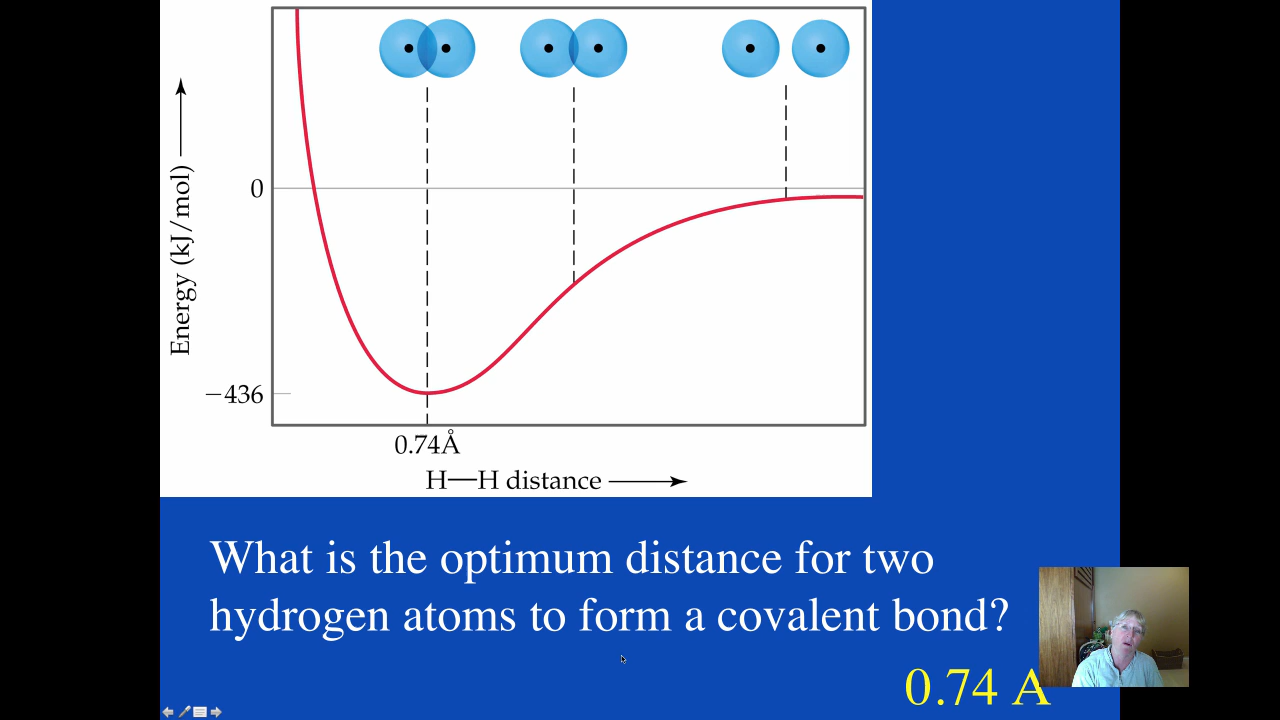 Energy (kJ/mol)
0
−436
0.74Å
H—H distance
What is the optimum distance for two
hydrogen atoms to form a covalent bond?
0.74 A